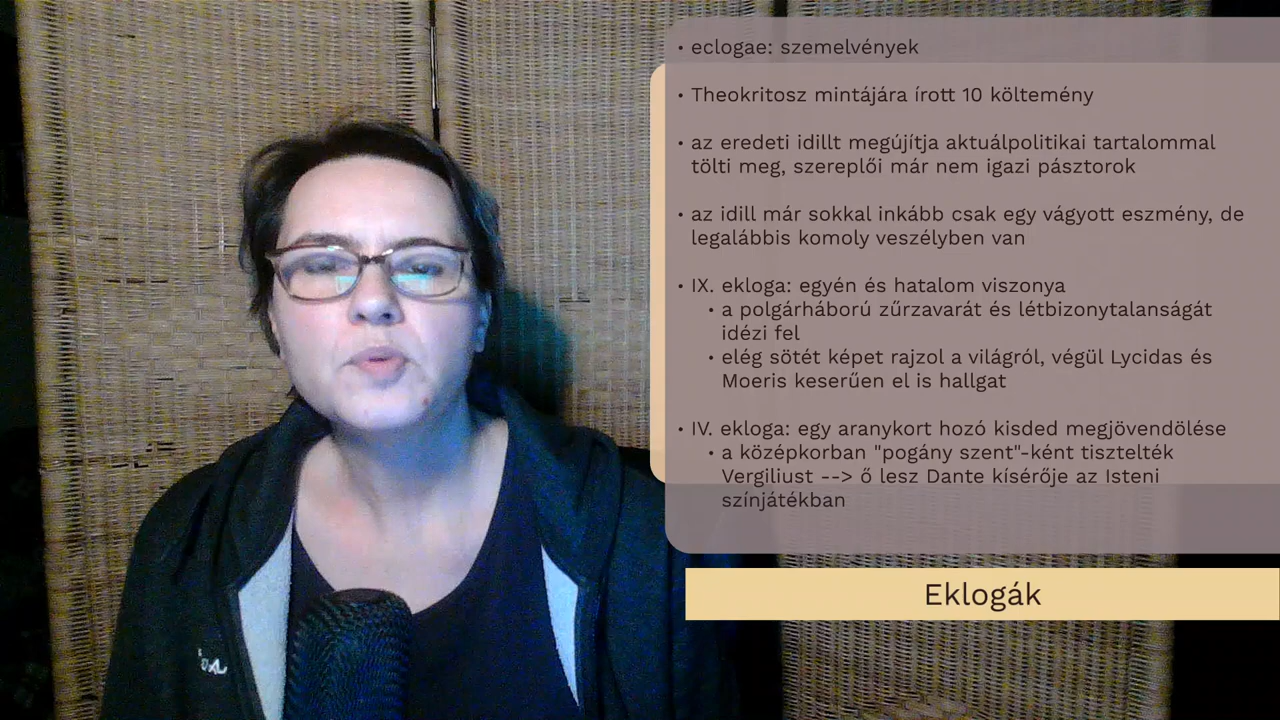 • eclogae: szemelvények
• Theokritosz mintájára írott 10 költemény
• az eredeti idillt megújítja aktuálpolitikai tartalommal
tölti meg, szereplői már nem igazi pásztorok
• az idill már sokkal inkább csak egy vágyott eszmény, de
legalábbis komoly veszélyben van
• IX. ekloga: egyén és hatalom viszonya
• a polgárháború zűrzavarát és létbizonytalanságát
idézi fel
• elég sötét képet rajzol a világról, végül Lycidas és
Moeris keserűen el is hallgat
• IV. ekloga: egy aranykort hozó kisded megjövendölése
• a középkorban "pogány szent"-ként tisztelték
Vergiliust --> ő lesz Dante kísérője az Isteni
színjátékban
Eklogák